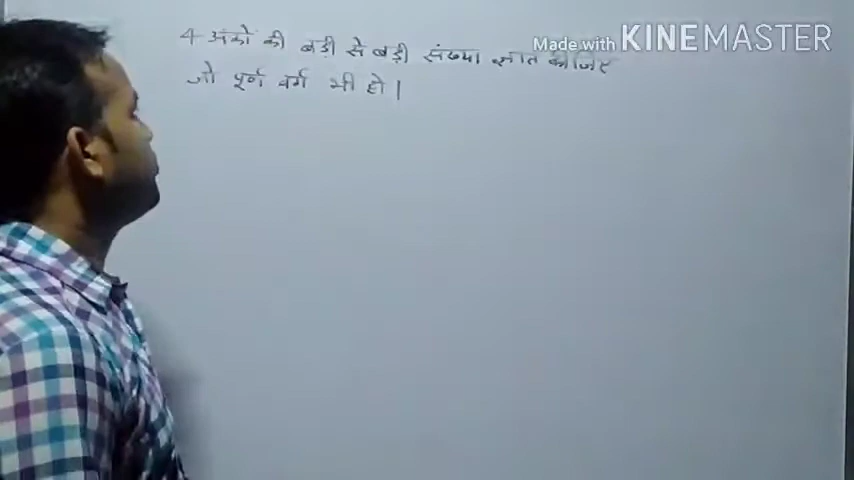 4 अंको की बड़ी से बड़ी संख्या ज्ञात कीजिए
जो पूर्ण वर्ग भी हो।
Made with KINEMASTER